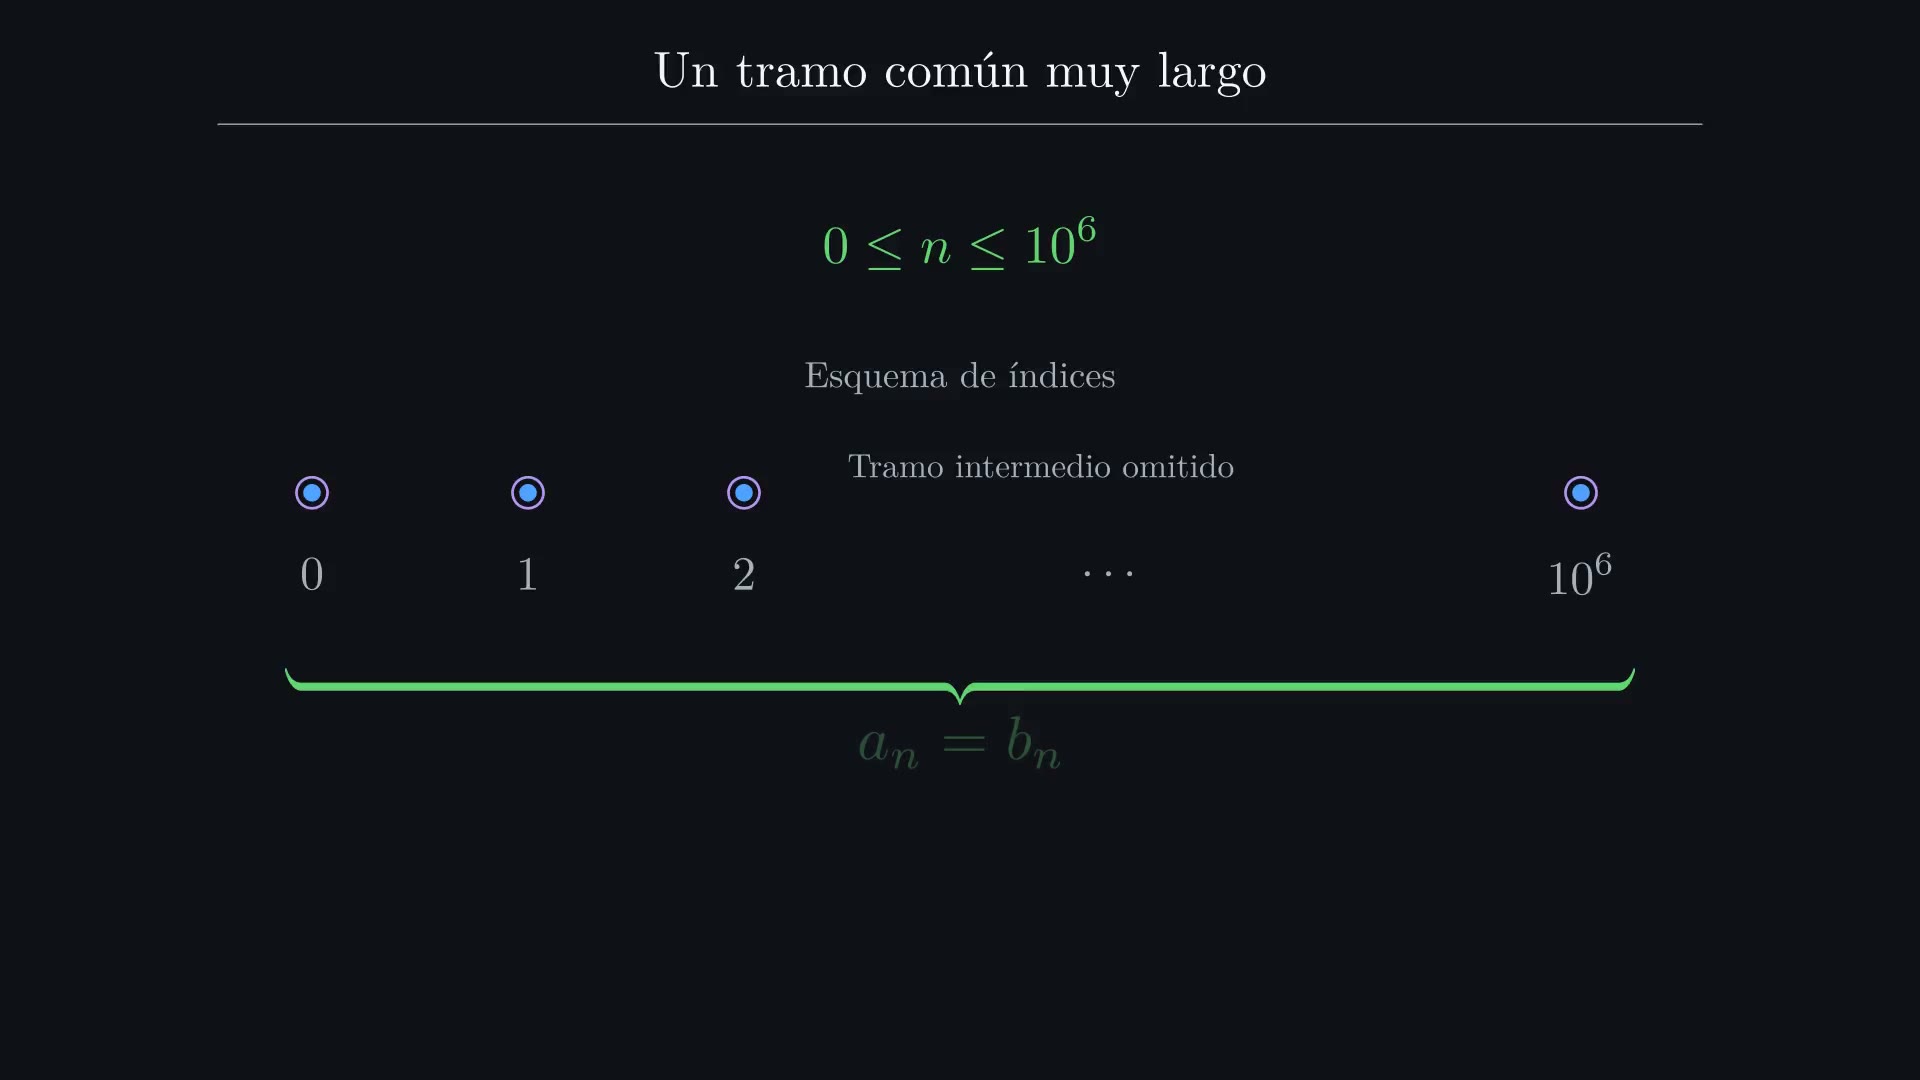 Un tramo común muy largo
0 ≤ n ≤ 10⁶
Esquema de índices
Tramo intermedio omitido
0 1 2 ··· 10⁶
aₙ = bₙ